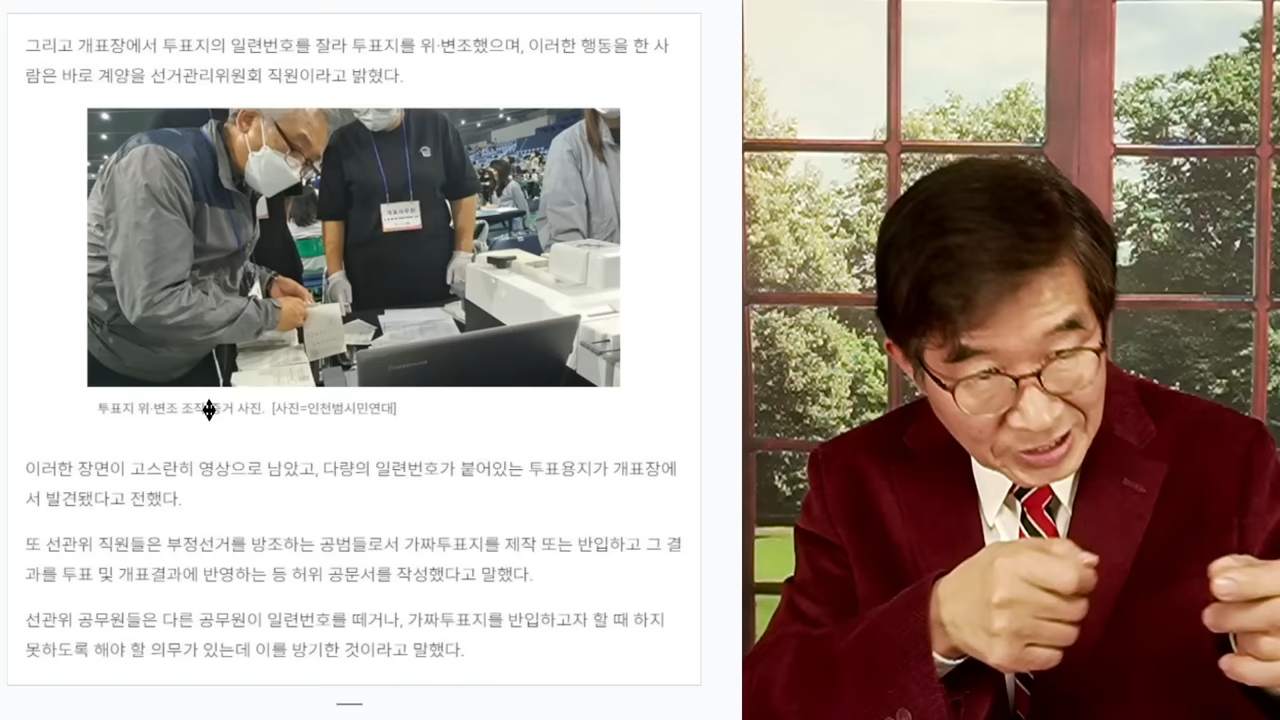 그리고 개표장에서 투표지의 일련번호를 잘라 투표지를 위·변조했으며, 이러한 행동을 한 사
람은 바로 계양을 선거관리위원회 직원이라고 밝혔다.
개표사무원
투표지 위·변조 조작 증거 사진. [사진=인천범시민연대]
이러한 장면이 고스란히 영상으로 남았고, 다량의 일련번호가 붙어있는 투표용지가 개표장에
서 발견됐다고 전했다.
또 선관위 직원들은 부정선거를 방조하는 공범들로서 가짜투표지를 제작 또는 반입하고 그 결
과를 투표 및 개표결과에 반영하는 등 허위 공문서를 작성했다고 말했다.
선관위 공무원들은 다른 공무원이 일련번호를 떼거나, 가짜투표지를 반입하고자 할 때 하지
못하도록 해야 할 의무가 있는데 이를 방기한 것이라고 말했다.